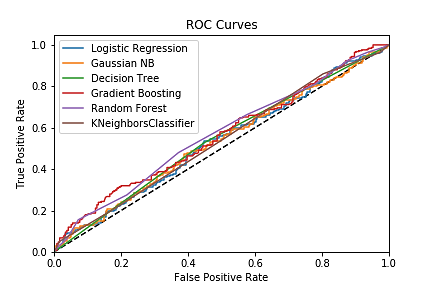 ROC Curves
1.0
0.8
0.6
0.4
0.2
0.0
True Positive Rate
Logistic Regression
Gaussian NB
Decision Tree
Gradient Boosting
Random Forest
KNeighborsClassifier
0.0 0.2 0.4 0.6 0.8 1.0
False Positive Rate